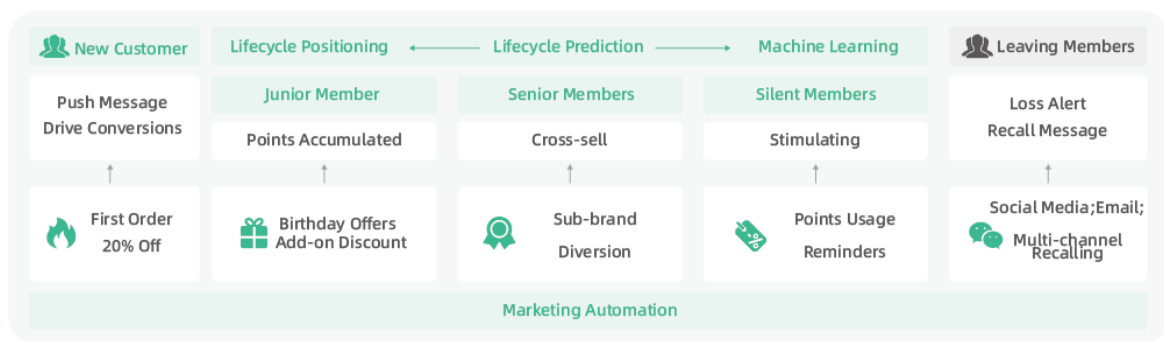 New Customer
Lifecycle Positioning
Lifecycle Prediction
Machine Learning
Leaving Members
Push Message
Drive Conversions
Junior Member
Senior Members
Silent Members
Points Accumulated
Cross-sell
Stimulating
Loss Alert
Recall Message
First Order
20% Off
Birthday Offers
Add-on Discount
Sub-brand
Diversion
Points Usage
Reminders
Social Media;Email;
Multi-channel
Recalling
Marketing Automation